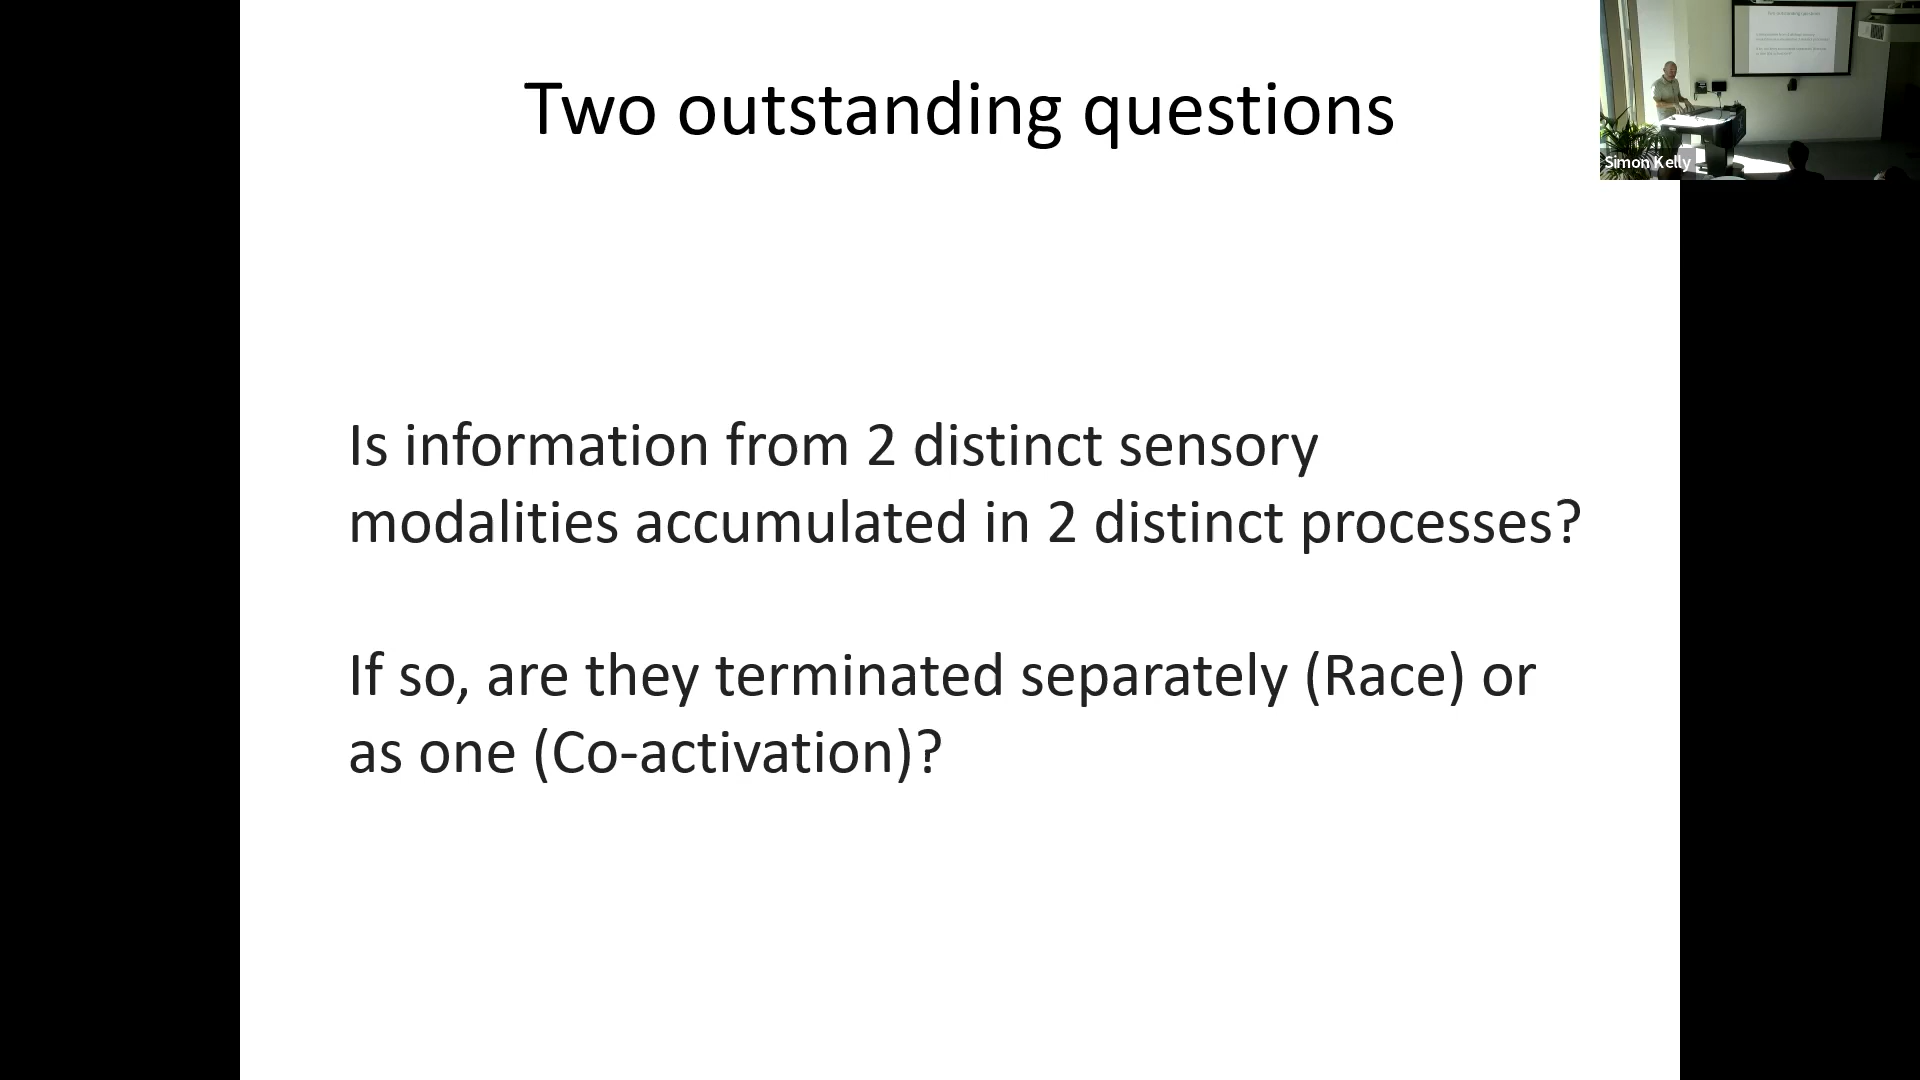 Two outstanding questions
Simon Kelly
Is information from 2 distinct sensory
modalities accumulated in 2 distinct processes?
If so, are they terminated separately (Race) or
as one (Co-activation)?